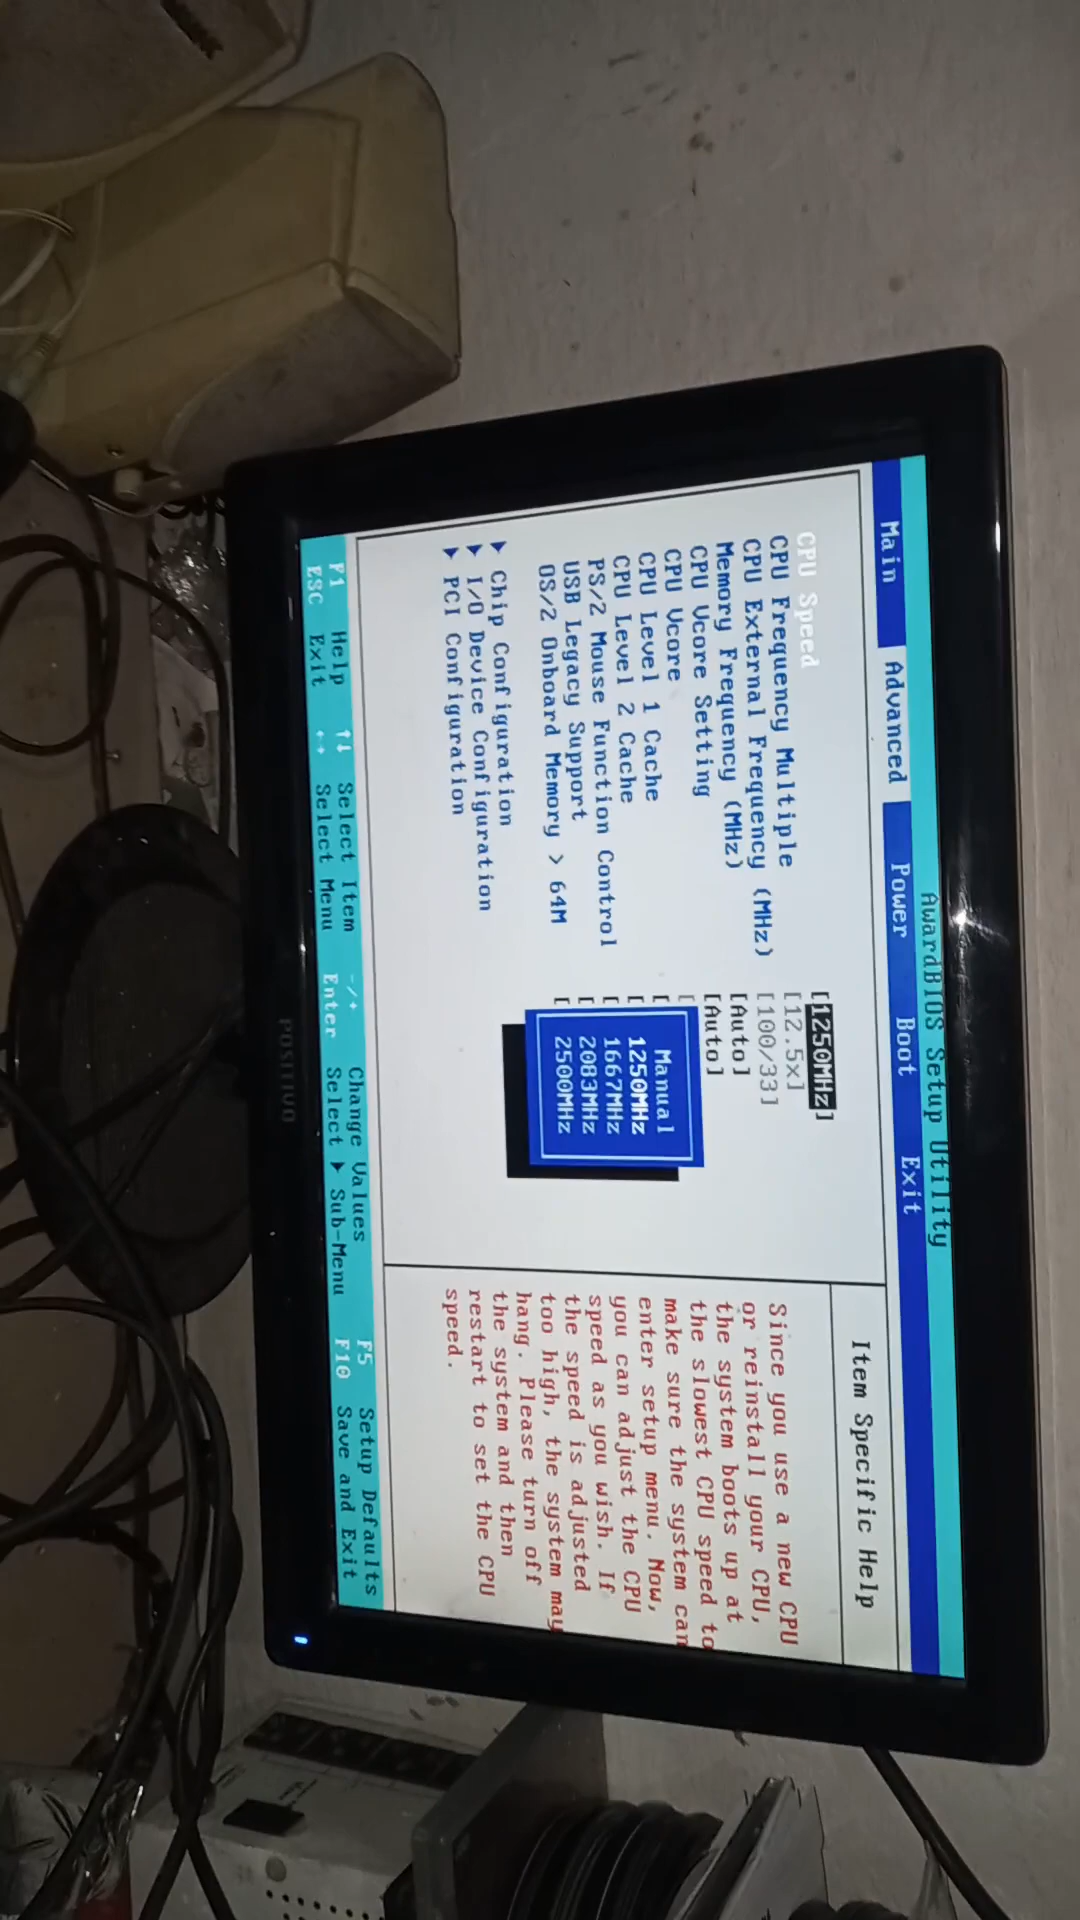 AwardBIOS Setup Utility
Main Advanced Power Boot Exit
CPU Speed [1250MHz]
CPU Frequency Multiple [12.5x]
CPU External Frequency (MHz) [100/33]
Memory Frequency (MHz) [Auto]
CPU Vcore Setting [Auto]
CPU Vcore [
CPU Level 1 Cache [
CPU Level 2 Cache [
PS/2 Mouse Function Control [
USB Legacy Support [
OS/2 Onboard Memory > 64M [
Manual
1250MHz
1667MHz
2083MHz
2500MHz
Chip Configuration
I/O Device Configuration
PCI Configuration
Item Specific Help
Since you use a new CPU
or reinstall your CPU,
the system boots up at
the slowest CPU speed to
make sure the system can
enter setup menu. Now,
you can adjust the CPU
speed as you wish. If
the speed is adjusted
too high, the system may
hang. Please turn off
the system and then
restart to set the CPU
speed.
F1 Help ↑↓ Select Item -/+ Change Values F5 Setup Defaults
ESC Exit ←→ Select Menu Enter Select ▶ Sub-Menu F10 Save and Exit
POSITIVO